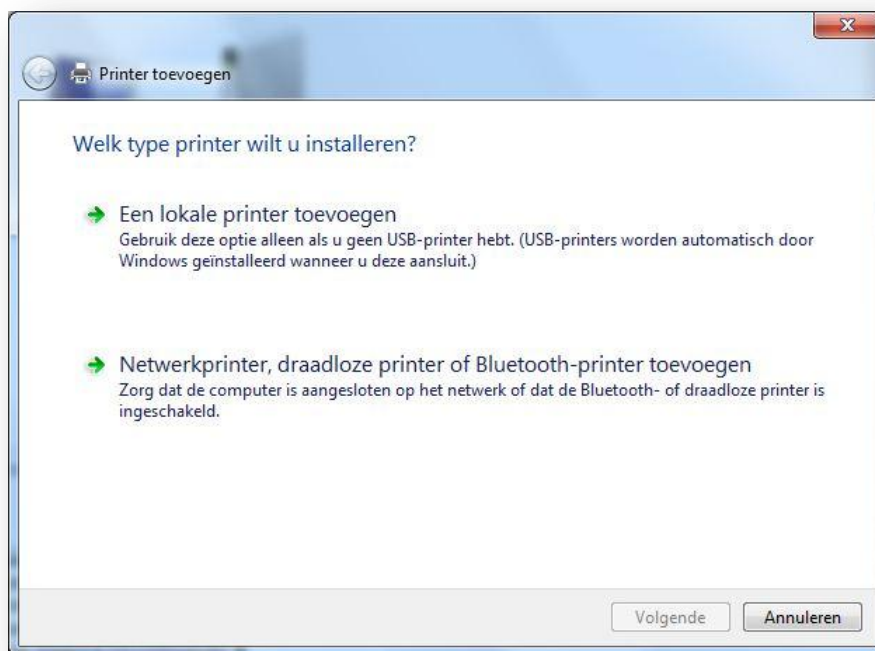 Printer toevoegen
Welk type printer wilt u installeren?
Een lokale printer toevoegen
Gebruik deze optie alleen als u geen USB-printer hebt. (USB-printers worden automatisch door
Windows geïnstalleerd wanneer u deze aansluit.)
Netwerkprinter, draadloze printer of Bluetooth-printer toevoegen
Zorg dat de computer is aangesloten op het netwerk of dat de Bluetooth- of draadloze printer is
ingeschakeld.
Volgende
Annuleren